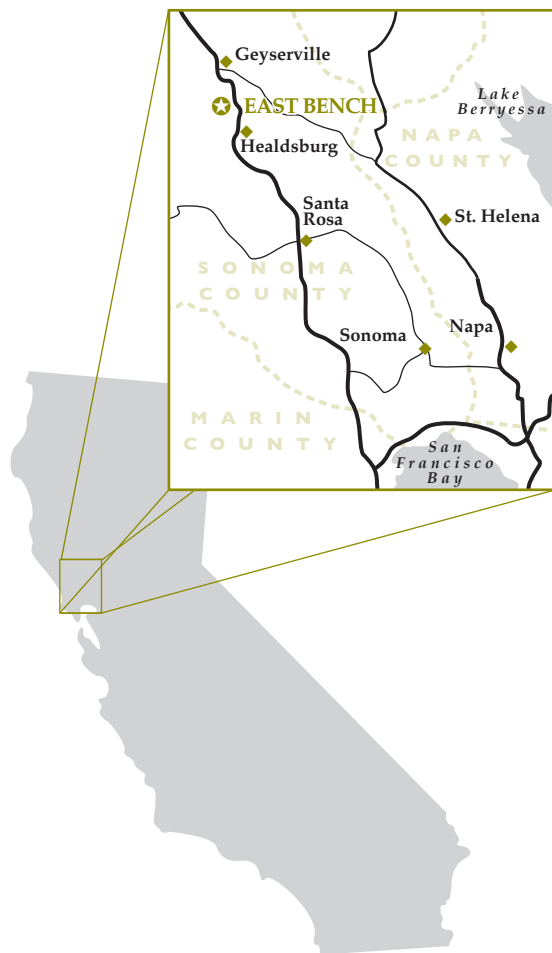 Geyserville
Lake
Berryessa
EAST BENCH
NAPA
COUNTY
Healdsburg
Santa
Rosa
St. Helena
SONOMA
COUNTY
Sonoma
Napa
MARIN
COUNTY
San
Francisco
Bay